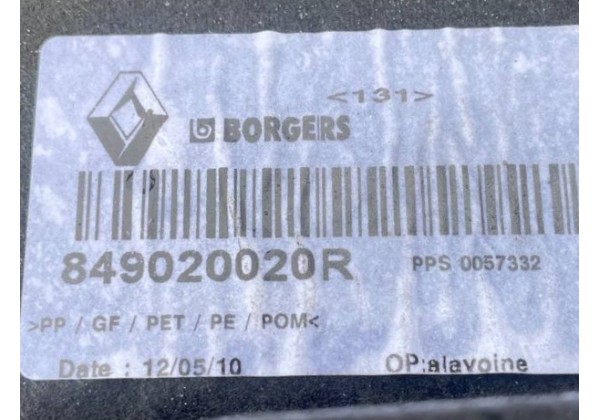 <131>
BORGERS
849020020R PPS 0057332
>PP / GF / PET / PE / POM<
Date : 12/05/10 OP:alavoine